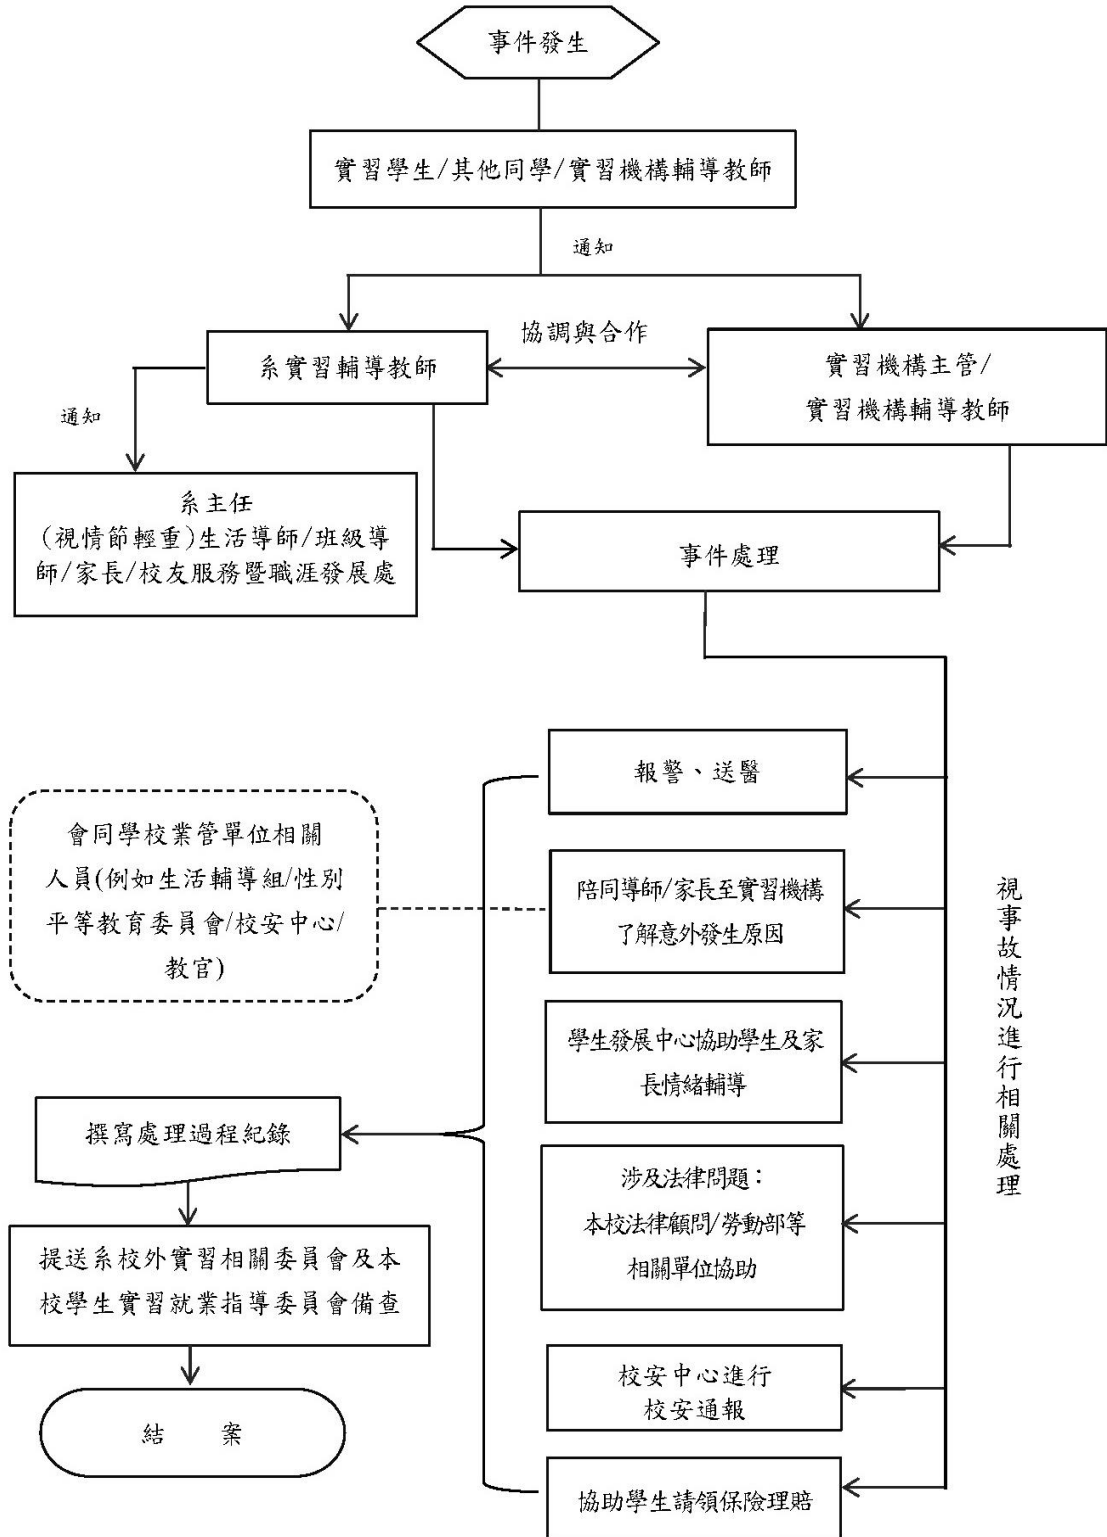 事件發生
實習學生/其他同學/實習機構輔導教師
通知
協調與合作
系實習輔導教師
實習機構主管/
實習機構輔導教師
通知
系主任
(視情節輕重)生活導師/班級導
師/家長/校友服務暨職涯發展處
事件處理
視事故情況進行相關處理
報警、送醫
會同學校業管單位相關
人員(例如生活輔導組/性別
平等教育委員會/校安中心/
教官)
陪同導師/家長至實習機構
了解意外發生原因
學生發展中心協助學生及家
長情緒輔導
涉及法律問題：
本校法律顧問/勞動部等
相關單位協助
校安中心進行
校安通報
協助學生請領保險理賠
撰寫處理過程紀錄
提送系校外實習相關委員會及本
校學生實習就業指導委員會備查
結 案